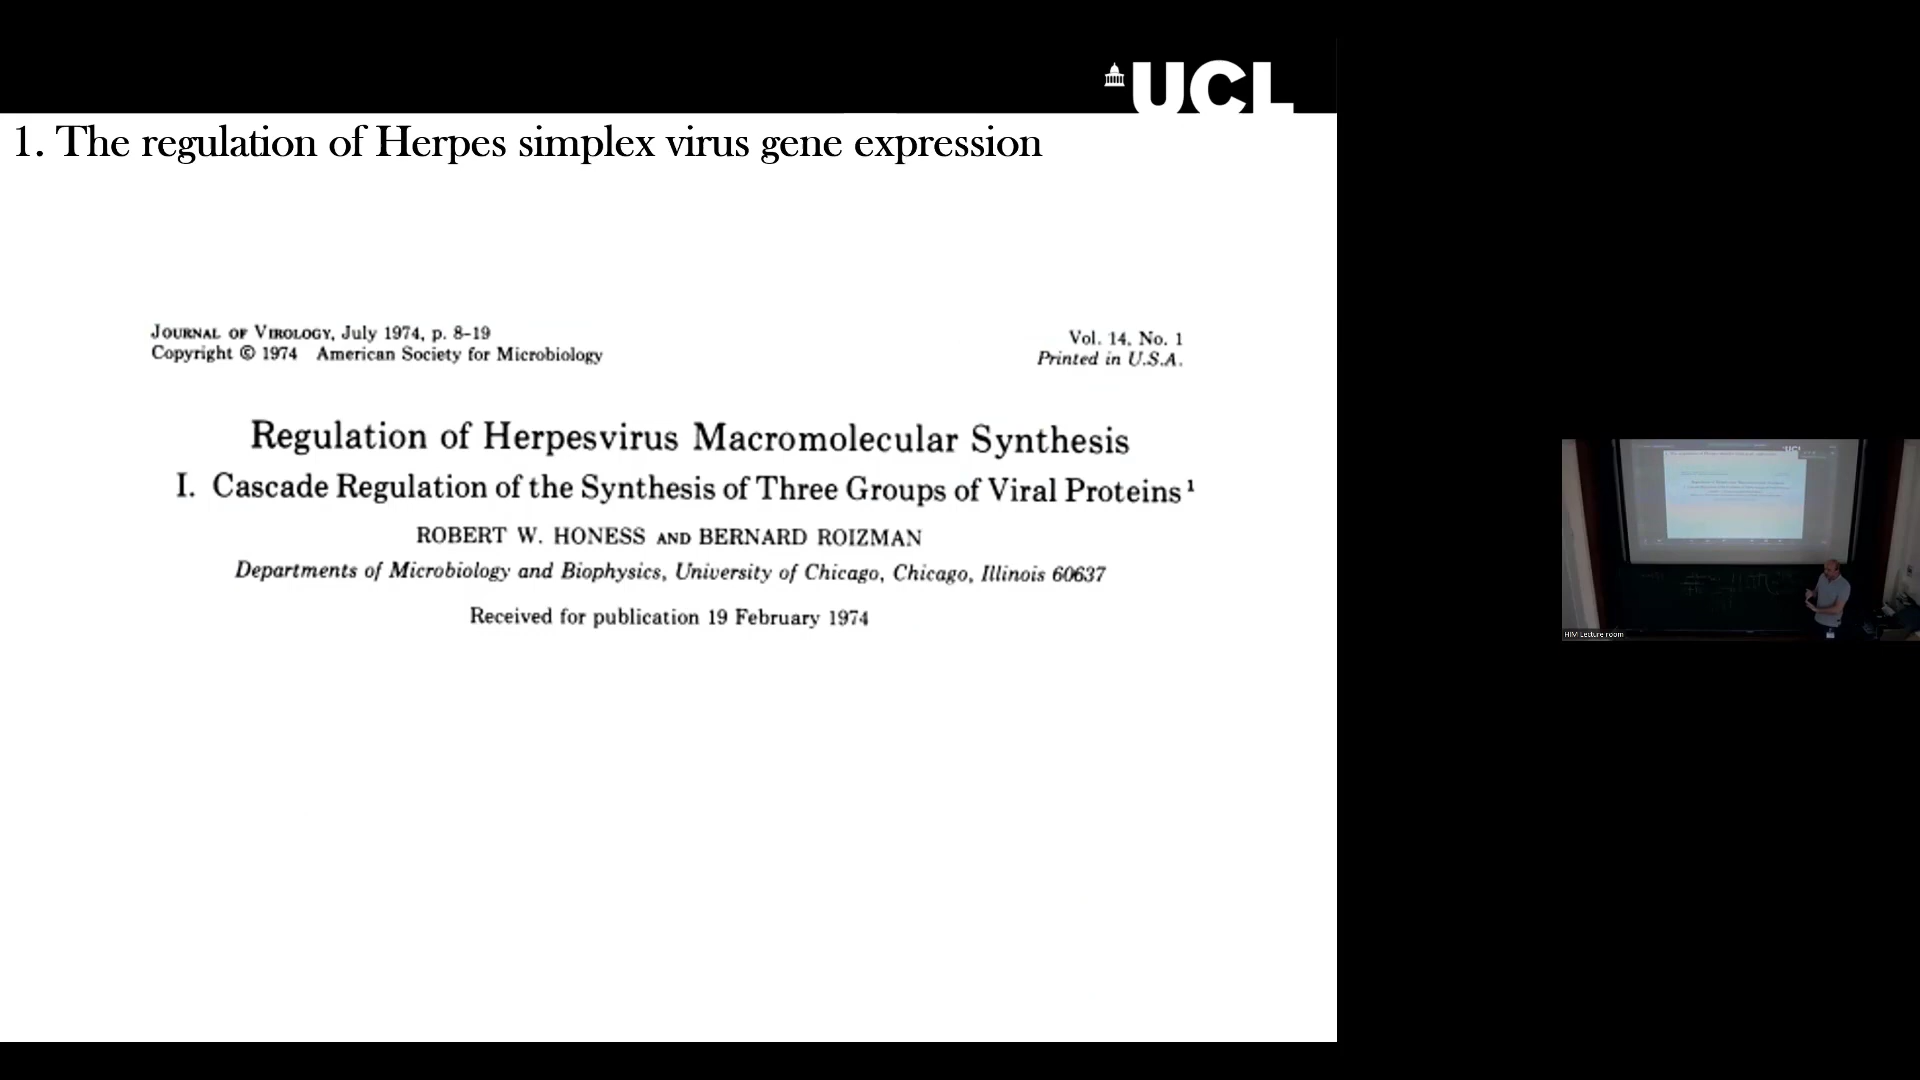 UCL
1. The regulation of Herpes simplex virus gene expression
JOURNAL OF VIROLOGY, July 1974, p. 8-19
Copyright © 1974 American Society for Microbiology
Vol. 14, No. 1
Printed in U.S.A.
Regulation of Herpesvirus Macromolecular Synthesis
I. Cascade Regulation of the Synthesis of Three Groups of Viral Proteins¹
ROBERT W. HONESS AND BERNARD ROIZMAN
Departments of Microbiology and Biophysics, University of Chicago, Chicago, Illinois 60637
Received for publication 19 February 1974
HIM Lecture room